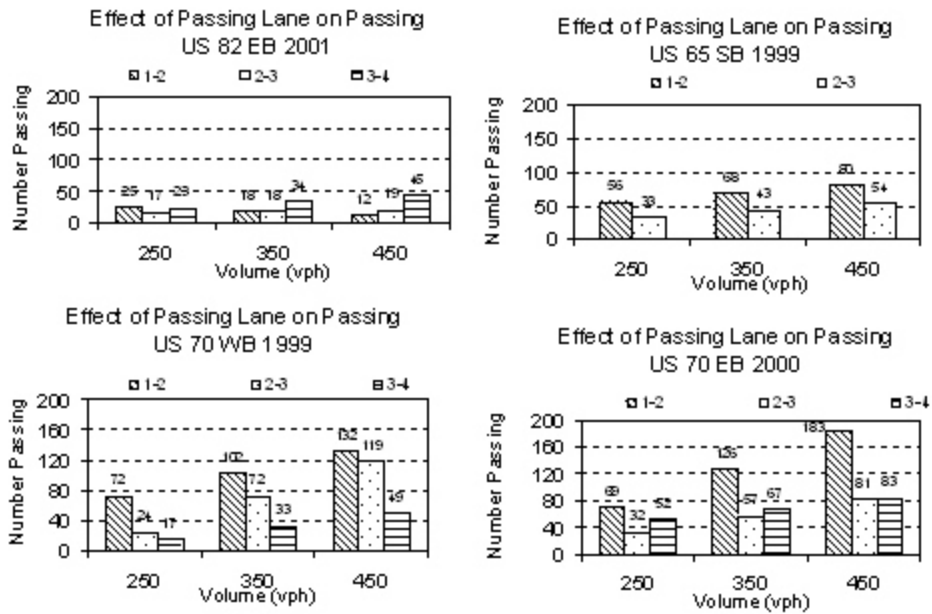 Effect of Passing Lane on Passing
US 82 EB 2001
1-2 2-3 3-4
Number Passing
200
150
100
50
0
25 17 23
18 18 34
12 19 45
250 350 450
Volume (vph)
Effect of Passing Lane on Passing
US 65 SB 1999
1-2 2-3
Number Passing
200
150
100
50
0
56 33
68 43
80 54
250 350 450
Volume (vph)
Effect of Passing Lane on Passing
US 70 WB 1999
1-2 2-3 3-4
Number Passing
200
160
120
80
40
0
72 24 17
102 72 33
132 119 49
250 350 450
Volume (vph)
Effect of Passing Lane on Passing
US 70 EB 2000
1-2 2-3 3-4
Number Passing
200
160
120
80
40
0
69 32 52
126 57 67
183 81 83
250 350 450
Volume (vph)